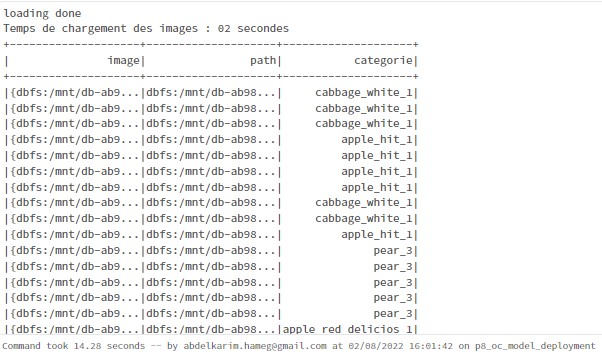 loading done
Temps de chargement des images : 02 secondes
+--------------------+--------------------+--------------------+
|               image|                path|           categorie|
+--------------------+--------------------+--------------------+
|{dbfs:/mnt/db-ab9...|dbfs:/mnt/db-ab98...|     cabbage_white_1|
|{dbfs:/mnt/db-ab9...|dbfs:/mnt/db-ab98...|     cabbage_white_1|
|{dbfs:/mnt/db-ab9...|dbfs:/mnt/db-ab98...|     cabbage_white_1|
|{dbfs:/mnt/db-ab9...|dbfs:/mnt/db-ab98...|         apple_hit_1|
|{dbfs:/mnt/db-ab9...|dbfs:/mnt/db-ab98...|         apple_hit_1|
|{dbfs:/mnt/db-ab9...|dbfs:/mnt/db-ab98...|         apple_hit_1|
|{dbfs:/mnt/db-ab9...|dbfs:/mnt/db-ab98...|         apple_hit_1|
|{dbfs:/mnt/db-ab9...|dbfs:/mnt/db-ab98...|     cabbage_white_1|
|{dbfs:/mnt/db-ab9...|dbfs:/mnt/db-ab98...|     cabbage_white_1|
|{dbfs:/mnt/db-ab9...|dbfs:/mnt/db-ab98...|         apple_hit_1|
|{dbfs:/mnt/db-ab9...|dbfs:/mnt/db-ab98...|              pear_3|
|{dbfs:/mnt/db-ab9...|dbfs:/mnt/db-ab98...|              pear_3|
|{dbfs:/mnt/db-ab9...|dbfs:/mnt/db-ab98...|              pear_3|
|{dbfs:/mnt/db-ab9...|dbfs:/mnt/db-ab98...|              pear_3|
|{dbfs:/mnt/db-ab9...|dbfs:/mnt/db-ab98...|              pear_3|
|{dbfs:/mnt/db-ab9...|dbfs:/mnt/db-ab98...|apple_red_delicios_1|
Command took 14.28 seconds -- by abdelkarim.hameg@gmail.com at 02/08/2022 16:01:42 on p8_oc_model_deployment